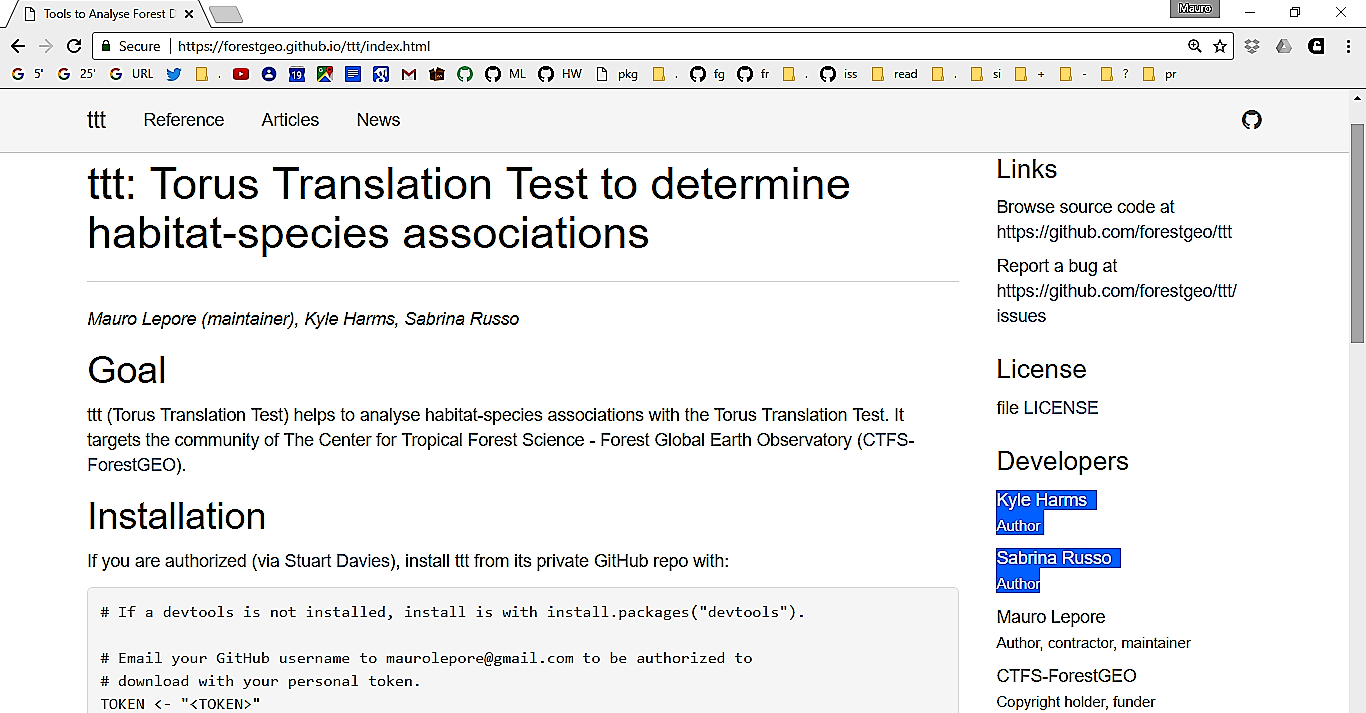 Tools to Analyse Forest D
Mauro
Secure
https://forestgeo.github.io/ttt/index.html
5' 25' URL . 19 ML HW pkg . fg fr . iss read . si + - ? pr
ttt Reference Articles News
ttt: Torus Translation Test to determine
habitat-species associations
Mauro Lepore (maintainer), Kyle Harms, Sabrina Russo
Goal
ttt (Torus Translation Test) helps to analyse habitat-species associations with the Torus Translation Test. It
targets the community of The Center for Tropical Forest Science - Forest Global Earth Observatory (CTFS-
ForestGEO).
Installation
If you are authorized (via Stuart Davies), install ttt from its private GitHub repo with:
# If a devtools is not installed, install is with install.packages("devtools").
# Email your GitHub username to maurolepore@gmail.com to be authorized to
# download with your personal token.
TOKEN <- "<TOKEN>"
Links
Browse source code at
https://github.com/forestgeo/ttt
Report a bug at
https://github.com/forestgeo/ttt/
issues
License
file LICENSE
Developers
Kyle Harms
Author
Sabrina Russo
Author
Mauro Lepore
Author, contractor, maintainer
CTFS-ForestGEO
Copyright holder, funder